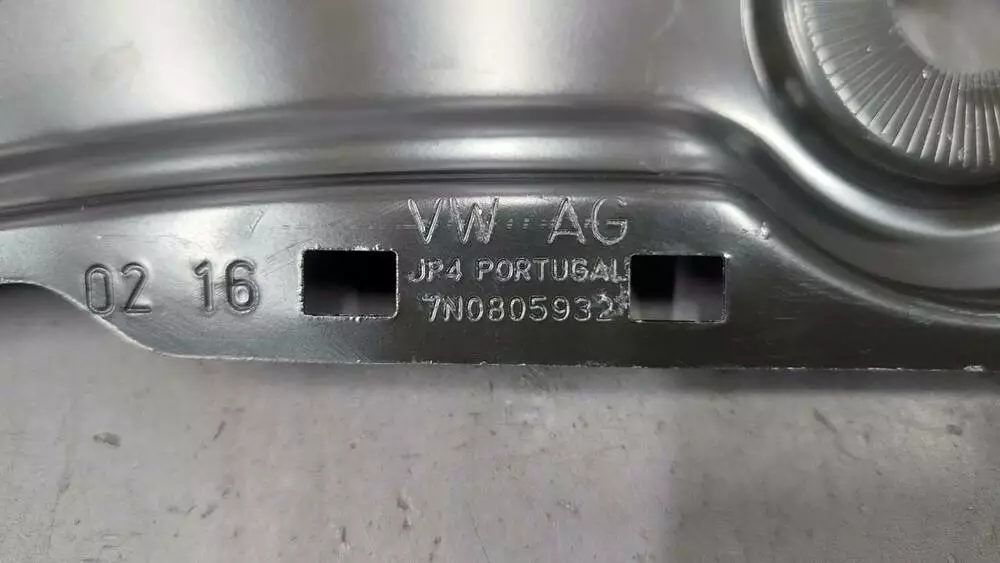 VW AG
02 16
JP4 PORTUGAL
7N0805932